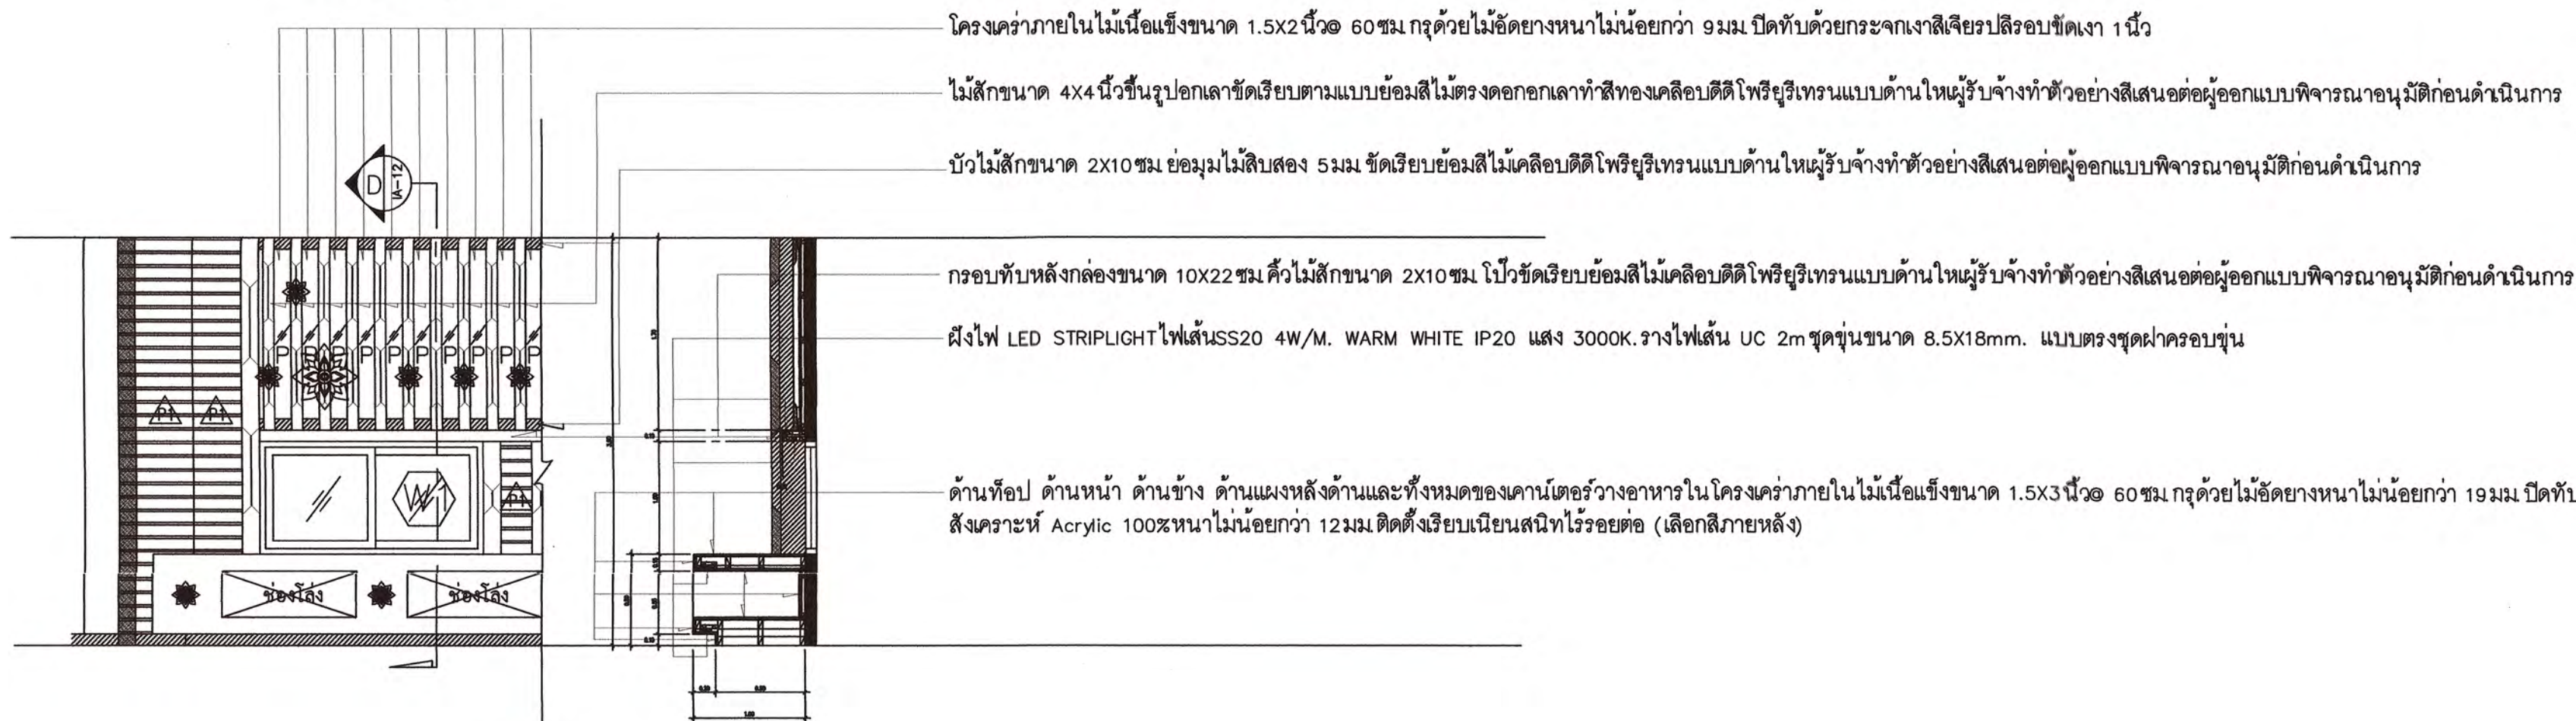 โครงเคร่าภายในไม้เนื้อแข็งขนาด 1.5X2นิ้ว@ 60ซม.กรุด้วยไม้อัดยางหนาไม่น้อยกว่า 9มม.ปิดทับด้วยกระจกเงาสีเจียรปลีรอบขัดเงา 1นิ้ว
ไม้สักขนาด 4X4นิ้วขึ้นรูปอกเลาขัดเรียบตามแบบย้อมสีไม้ตรงดอกอกเลาทำสีทองเคลือบดีดีโพรียูรีเทรนแบบด้านให้ผู้รับจ้างทำตัวอย่างสีเสนอต่อผู้ออกแบบพิจารณาอนุมัติก่อนดำเนินการ
บัวไม้สักขนาด 2X10ซม.ย่อมุมไม้สิบสอง 5มม.ขัดเรียบย้อมสีไม้เคลือบดีดีโพรียูรีเทรนแบบด้านให้ผู้รับจ้างทำตัวอย่างสีเสนอต่อผู้ออกแบบพิจารณาอนุมัติก่อนดำเนินการ
D
IA-12
กรอบทับหลังกล่องขนาด 10X22ซม.คิ้วไม้สักขนาด 2X10ซม.โป๊วขัดเรียบย้อมสีไม้เคลือบดีดีโพรียูรีเทรนแบบด้านให้ผู้รับจ้างทำตัวอย่างสีเสนอต่อผู้ออกแบบพิจารณาอนุมัติก่อนดำเนินการ
ฝังไฟ LED STRIPLIGHTไฟเส้นSS20 4W/M. WARM WHITE IP20 แสง 3000K.รางไฟเส้น UC 2mชุดขุ่นขนาด 8.5X18mm. แบบตรงชุดฝาครอบขุ่น
P P P P P P P P P P
P1 P1
W1 P1
ด้านท็อป ด้านหน้า ด้านข้าง ด้านแผงหลังด้านและทั้งหมดของเคาน์เตอร์วางอาหารในโครงเคร่าภายในไม้เนื้อแข็งขนาด 1.5X3นิ้ว@ 60ซม.กรุด้วยไม้อัดยางหนาไม่น้อยกว่า 19มม.ปิดทับ
สังเคราะห์ Acrylic 100%หนาไม่น้อยกว่า 12มม.ติดตั้งเรียบเนียนสนิทไร้รอยต่อ (เลือกสีภายหลัง)
ช่องโล่ง ช่องโล่ง
1.00